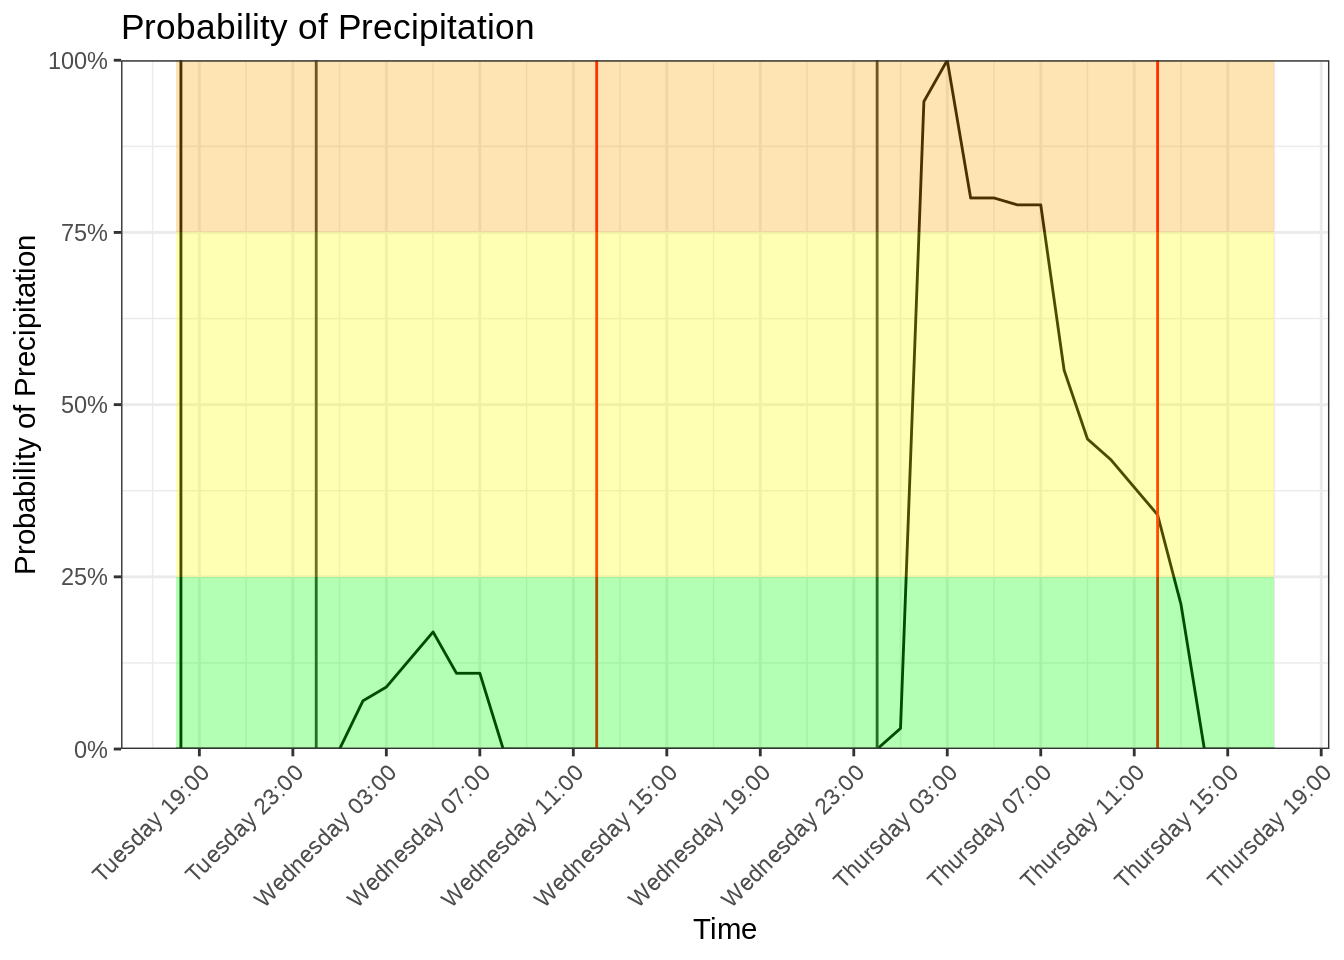 Probability of Precipitation
100%
75%
50%
25%
0%
Probability of Precipitation
Tuesday 19:00
Tuesday 23:00
Wednesday 03:00
Wednesday 07:00
Wednesday 11:00
Wednesday 15:00
Wednesday 19:00
Wednesday 23:00
Thursday 03:00
Thursday 07:00
Thursday 11:00
Thursday 15:00
Thursday 19:00
Time